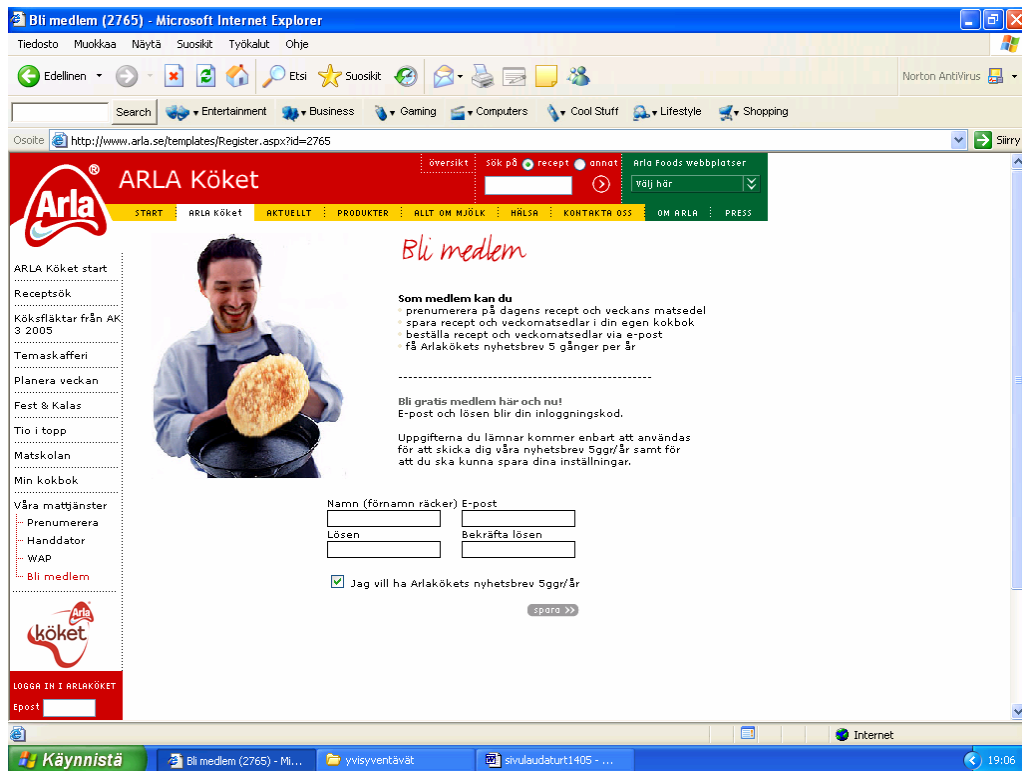 Bli medlem (2765) - Microsoft Internet Explorer
Tiedosto Muokkaa Näytä Suosikit Työkalut Ohje
Edellinen Etsi Suosikit Norton AntiVirus
Search Entertainment Business Gaming Computers Cool Stuff Lifestyle Shopping
Osoite http://www.arla.se/templates/Register.aspx?id=2765 Siirry
översikt Sök på recept annat Arla Foods webbplatser
Arla ® ARLA Köket
Välj här
START ARLA Köket AKTUELLT PRODUKTER ALLT OM MJÖLK HÄLSA KONTAKTA OSS OM ARLA PRESS
ARLA Köket start
Receptsök
Köksfläktar från AK
3 2005
Temaskafferi
Planera veckan
Fest & Kalas
Tio i topp
Matskolan
Min kokbok
Våra mattjänster
Prenumerera
Handdator
WAP
Bli medlem
Arla
köket
LOGGA IN I ARLAKÖKET
Epost
Bli medlem
Som medlem kan du
prenumerera på dagens recept och veckans matsedel
spara recept och veckomatsedlar i din egen kokbok
beställa recept och veckomatsedlar via e-post
få Arlakökets nyhetsbrev 5 gånger per år
---------------------------------------------------
Bli gratis medlem här och nu!
E-post och lösen blir din inloggningskod.
Uppgifterna du lämnar kommer enbart att användas
för att skicka dig våra nyhetsbrev 5ggr/år samt för
att du ska kunna spara dina inställningar.
Namn (förnamn räcker) E-post
Lösen Bekräfta lösen
Jag vill ha Arlakökets nyhetsbrev 5ggr/år
spara >>
Internet
Käynnistä Bli medlem (2765) - Mi... yvisyventävät sivulaudaturt1405 - ... 19:06